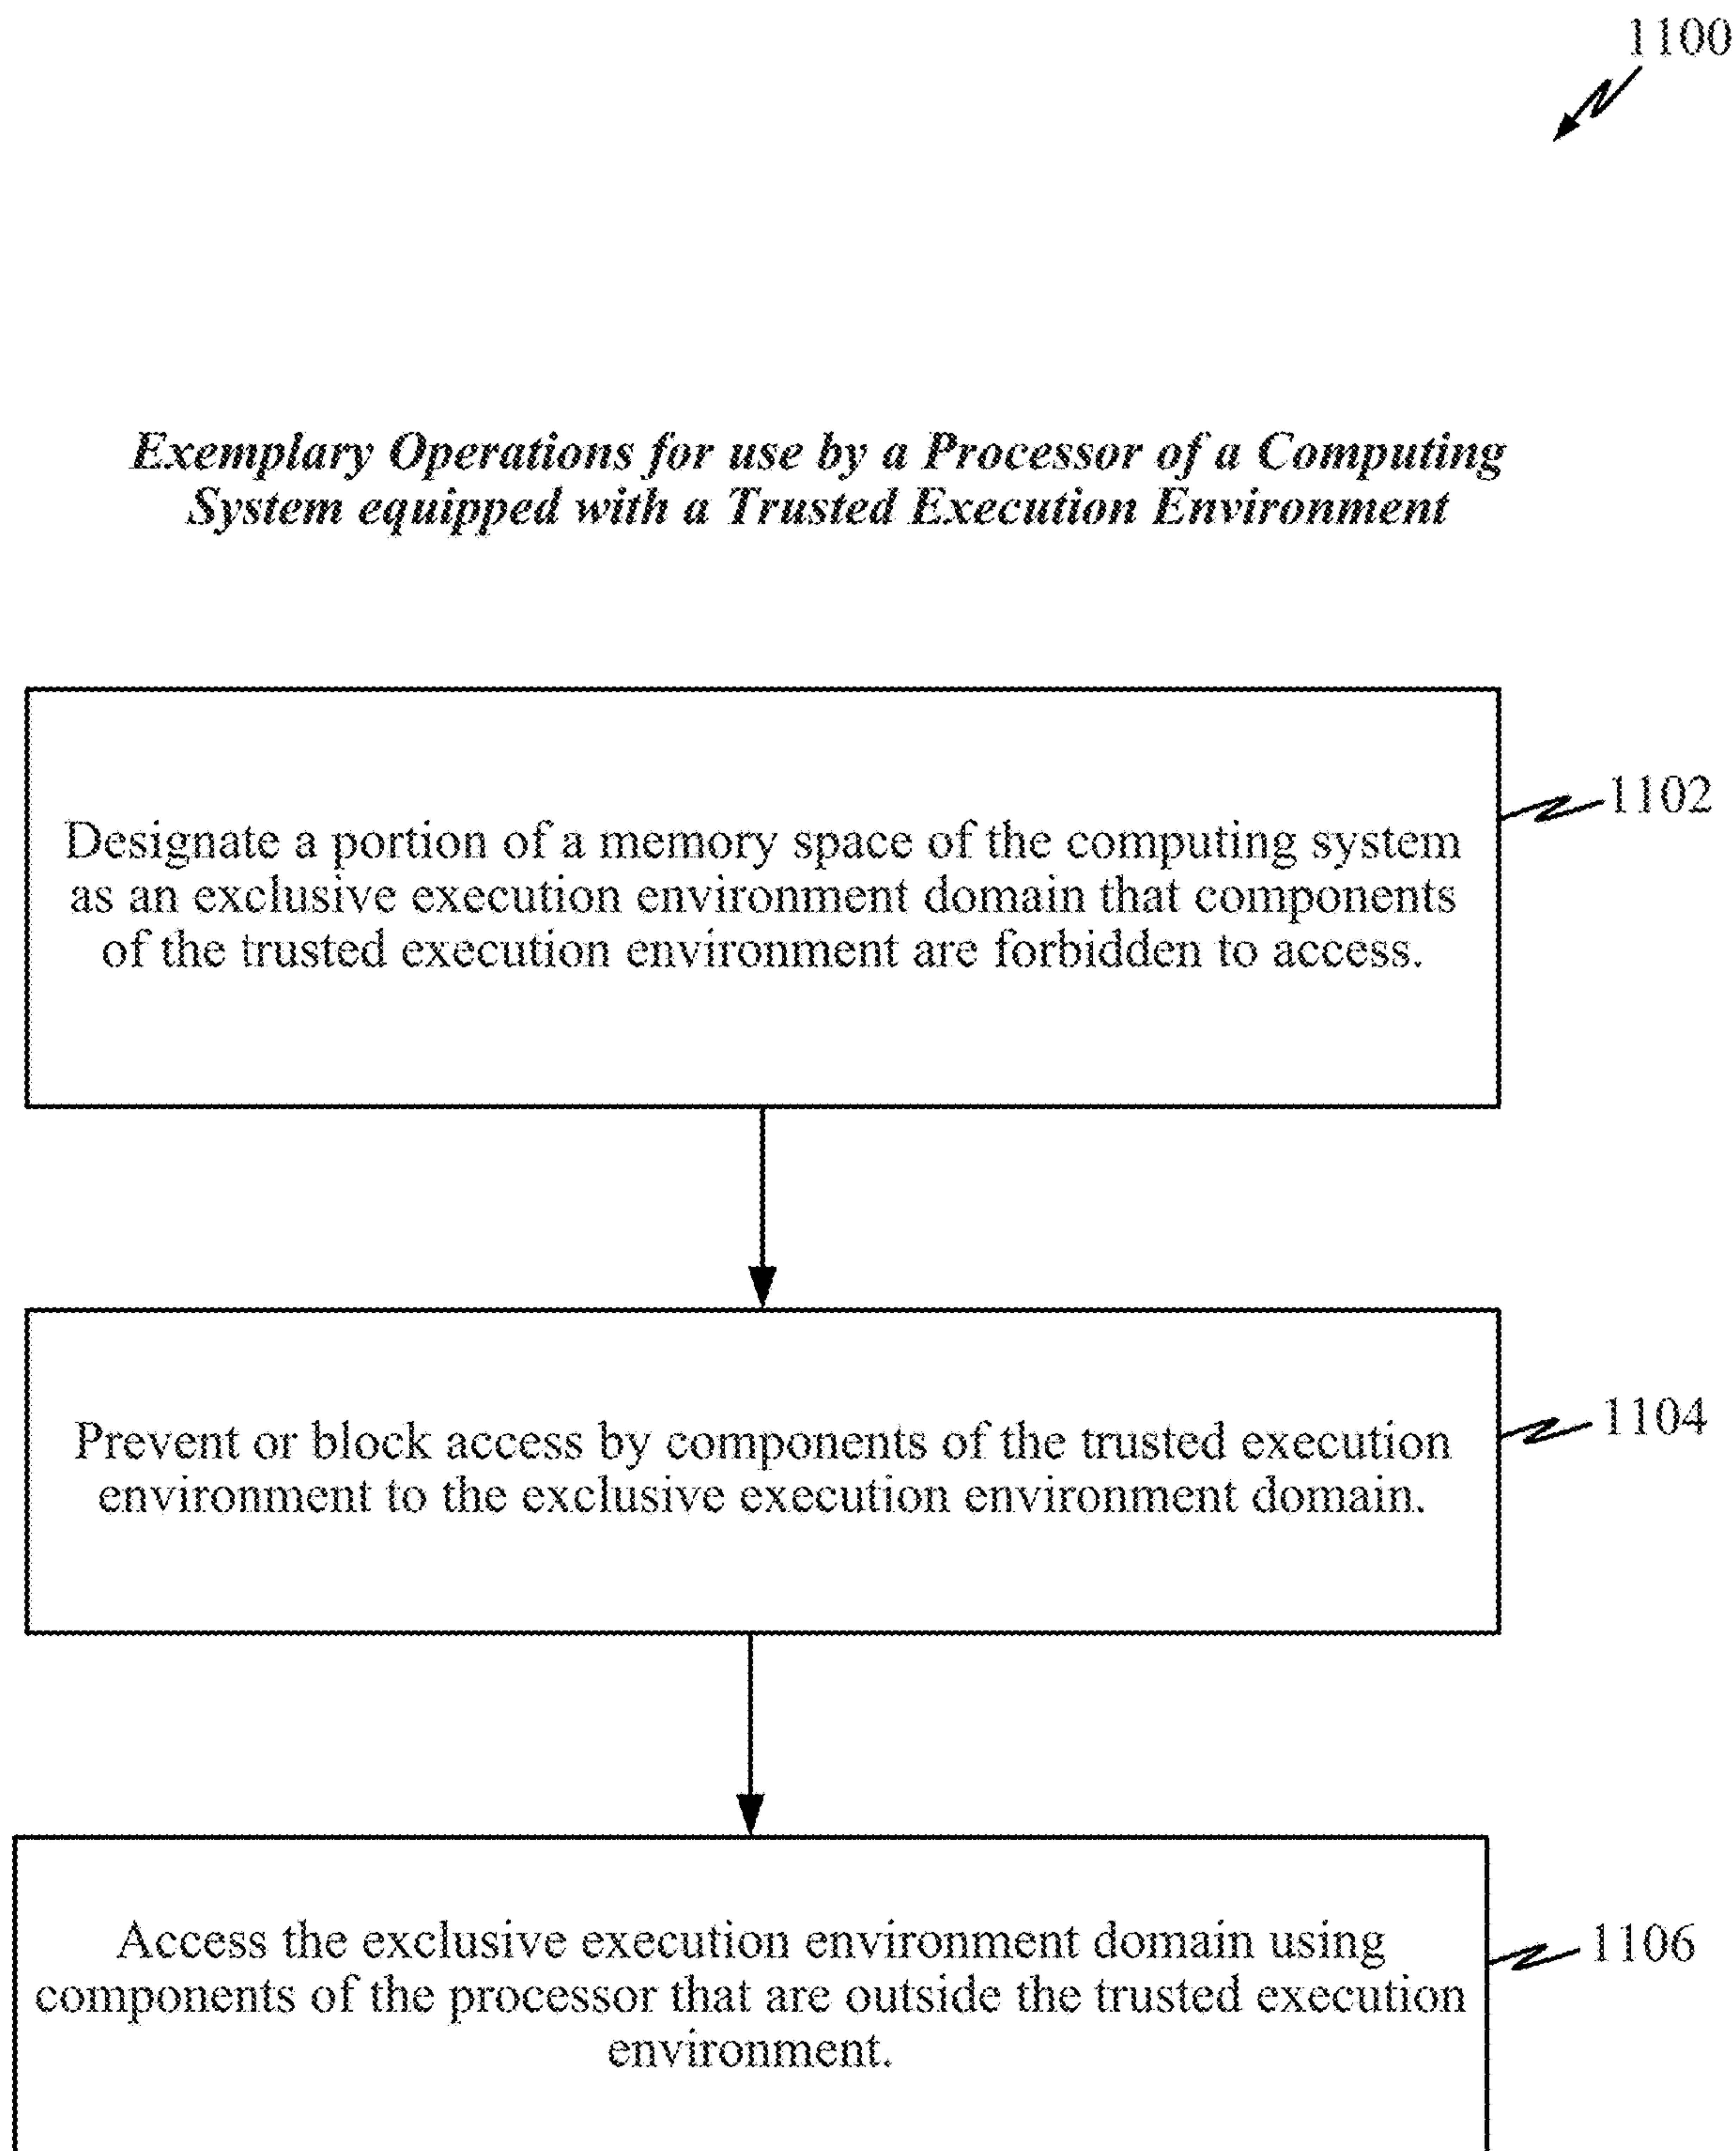 1100
Exemplary Operations for use by a Processor of a Computing
System equipped with a Trusted Execution Environment
Designate a portion of a memory space of the computing system
as an exclusive execution environment domain that components
of the trusted execution environment are forbidden to access.
1102
Prevent or block access by components of the trusted execution
environment to the exclusive execution environment domain.
1104
Access the exclusive execution environment domain using
components of the processor that are outside the trusted execution
environment.
1106